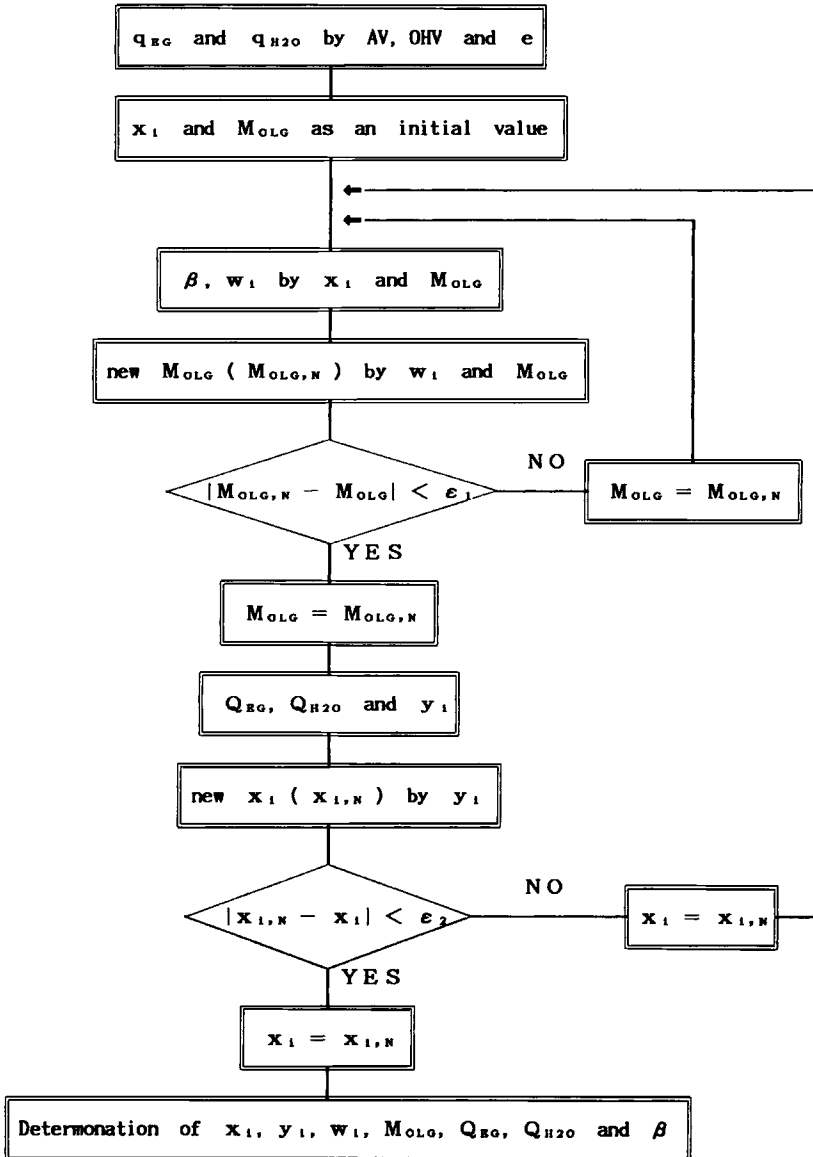 q_EG and q_H2O by AV, OHV and e
x_i and M_OLG as an initial value
β, w_i by x_i and M_OLG
new M_OLG ( M_OLG,N ) by w_i and M_OLG
|M_OLG,N − M_OLG| < ε_1
NO
M_OLG = M_OLG,N
YES
M_OLG = M_OLG,N
Q_EG, Q_H2O and y_i
new x_i ( x_i,N ) by y_i
|x_i,N − x_i| < ε_2
NO
x_i = x_i,N
YES
x_i = x_i,N
Determonation of x_i, y_i, w_i, M_OLG, Q_EG, Q_H2O and β